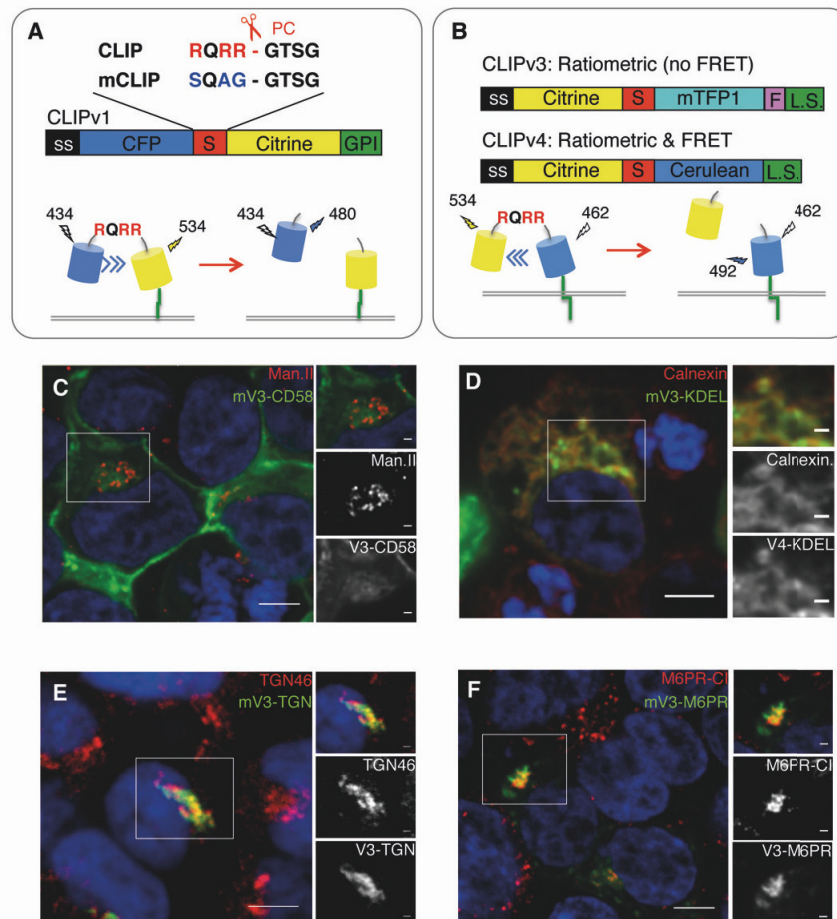 A
PC
CLIP RQRR - GTSG
mCLIP SQAG - GTSG
CLIPv1
ss CFP S Citrine GPI
434 RQRR 534 434 480
B
CLIPv3: Ratiometric (no FRET)
ss Citrine S mTFP1 F L.S.
CLIPv4: Ratiometric & FRET
ss Citrine S Cerulean L.S.
534 RQRR 462 462
492
C
Man.II
mV3-CD58
Man.II
V3-CD58
D
Calnexin
mV3-KDEL
Calnexin.
V4-KDEL
E
TGN46
mV3-TGN
TGN46
V3-TGN
F
M6PR-CI
mV3-M6PR
M6PR-CI
V3-M6PR